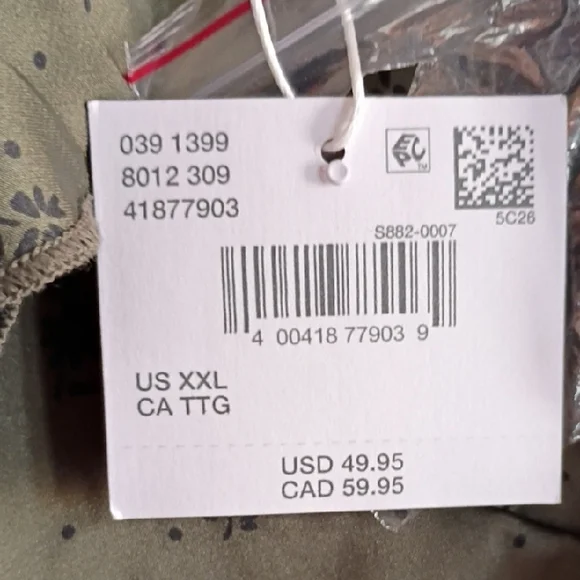 039 1399
8012 309
41877903
5C26
S882-0007
4 00418 77903 9
US XXL
CA TTG
USD 49.95
CAD 59.95